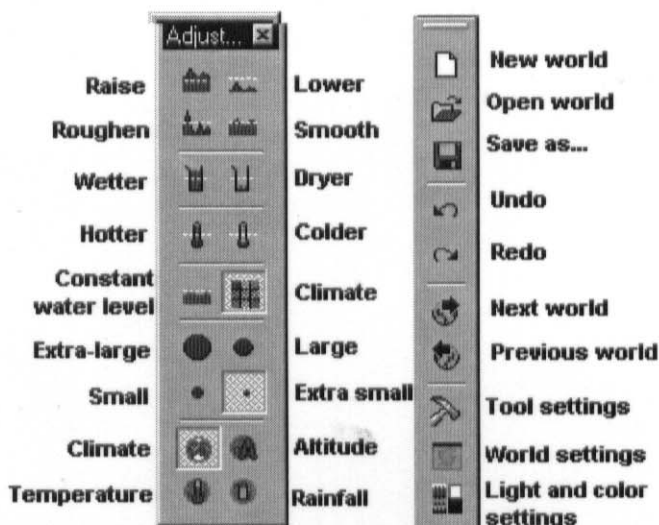 Adjust...
Raise
Lower
Roughen
Smooth
Wetter
Dryer
Hotter
Colder
Constant
water level
Climate
Extra-large
Large
Small
Extra small
Climate
Altitude
Temperature
Rainfall
New world
Open world
Save as...
Undo
Redo
Next world
Previous world
Tool settings
World settings
Light and color
settings